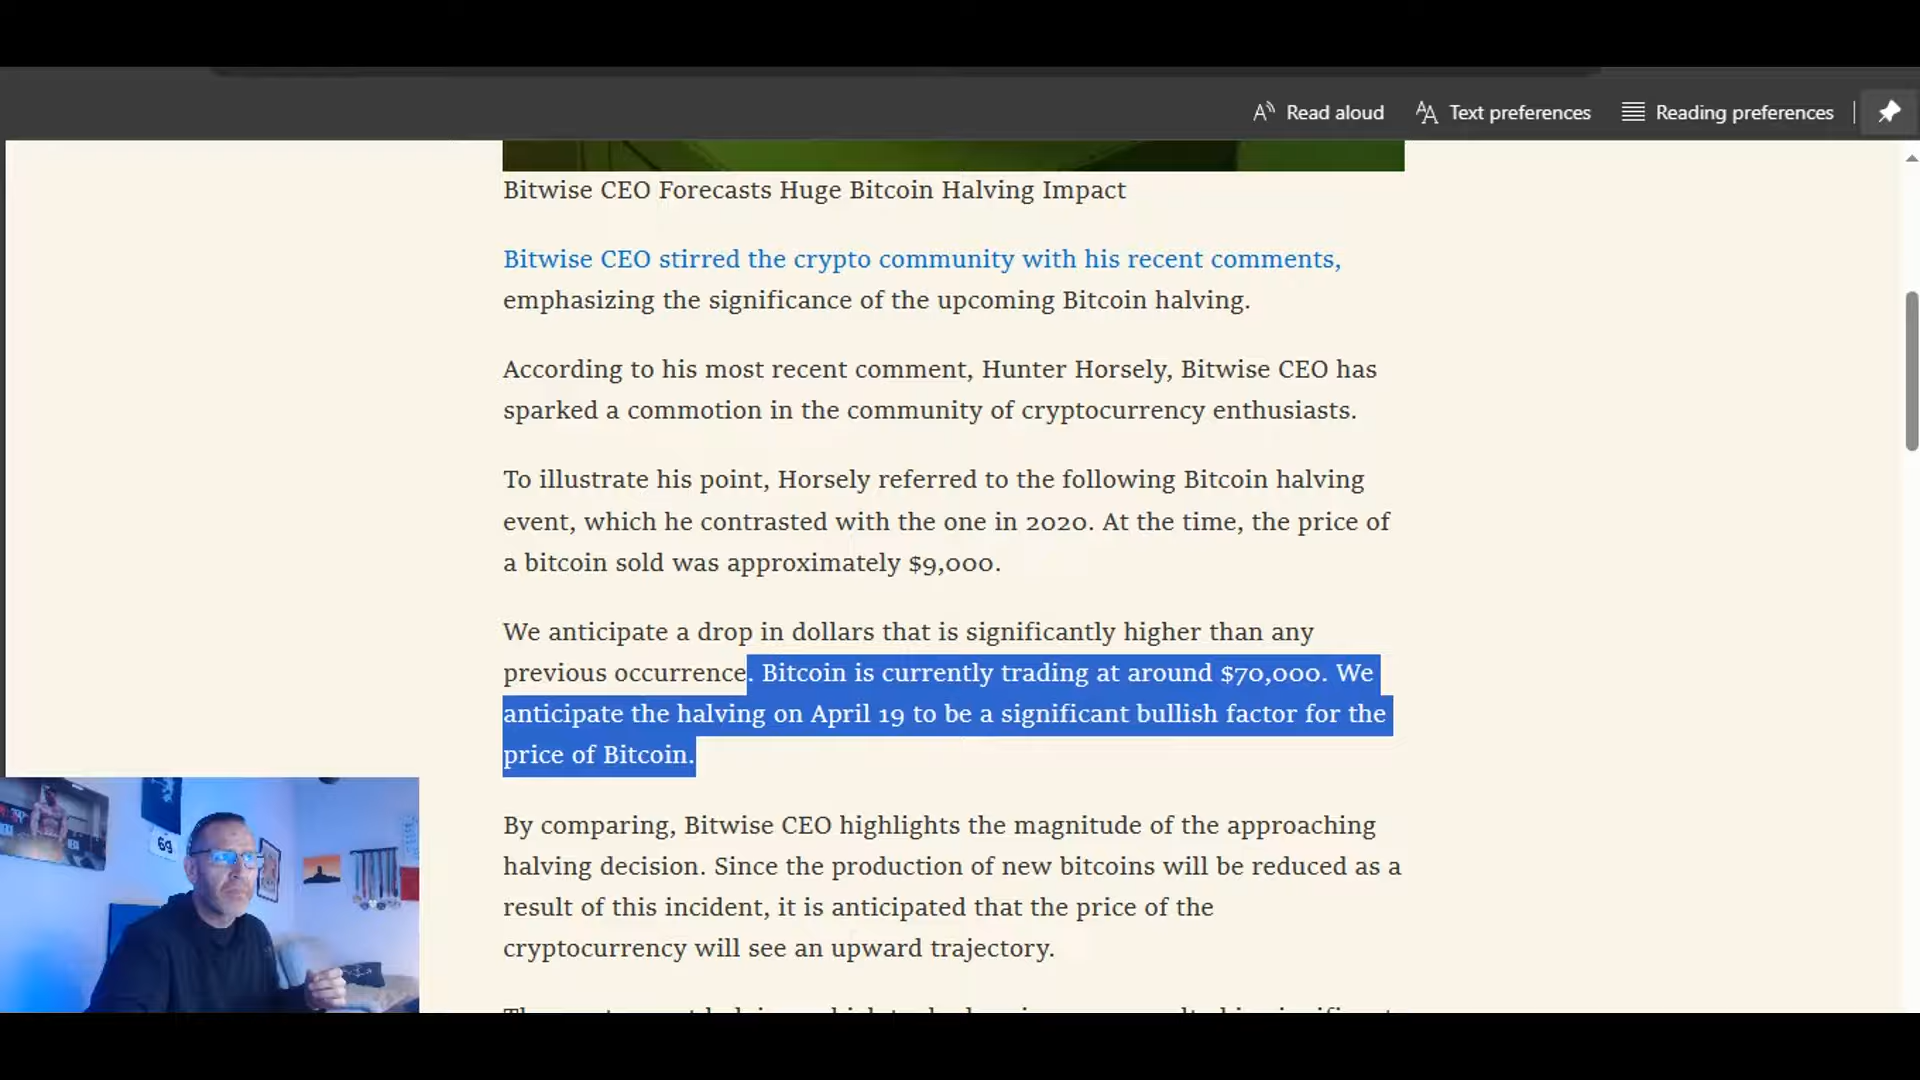 Read aloud
Text preferences
Reading preferences
Bitwise CEO Forecasts Huge Bitcoin Halving Impact
Bitwise CEO stirred the crypto community with his recent comments,
emphasizing the significance of the upcoming Bitcoin halving.
According to his most recent comment, Hunter Horsely, Bitwise CEO has
sparked a commotion in the community of cryptocurrency enthusiasts.
To illustrate his point, Horsely referred to the following Bitcoin halving
event, which he contrasted with the one in 2020. At the time, the price of
a bitcoin sold was approximately $9,000.
We anticipate a drop in dollars that is significantly higher than any
previous occurrence. Bitcoin is currently trading at around $70,000. We
anticipate the halving on April 19 to be a significant bullish factor for the
price of Bitcoin.
By comparing, Bitwise CEO highlights the magnitude of the approaching
halving decision. Since the production of new bitcoins will be reduced as a
result of this incident, it is anticipated that the price of the
cryptocurrency will see an upward trajectory.
69